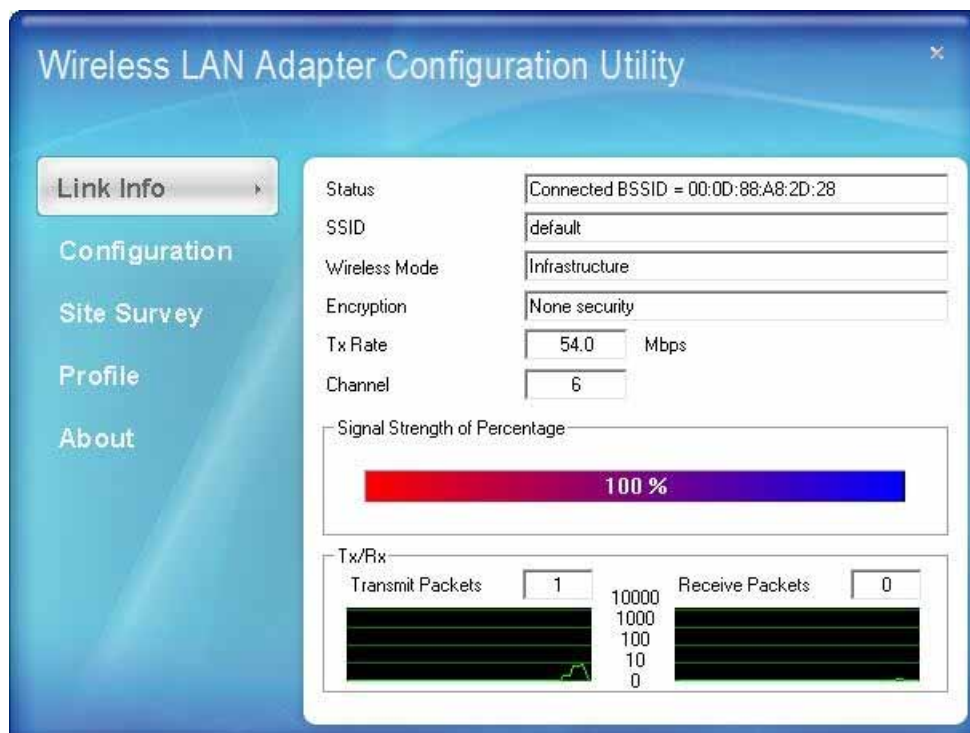 Wireless LAN Adapter Configuration Utility
×
Link Info
Configuration
Site Survey
Profile
About
Status Connected BSSID = 00:0D:88:A8:2D:28
SSID default
Wireless Mode Infrastructure
Encryption None security
Tx Rate 54.0 Mbps
Channel 6
Signal Strength of Percentage
100 %
Tx/Rx
Transmit Packets 1
Receive Packets 0
10000
1000
100
10
0